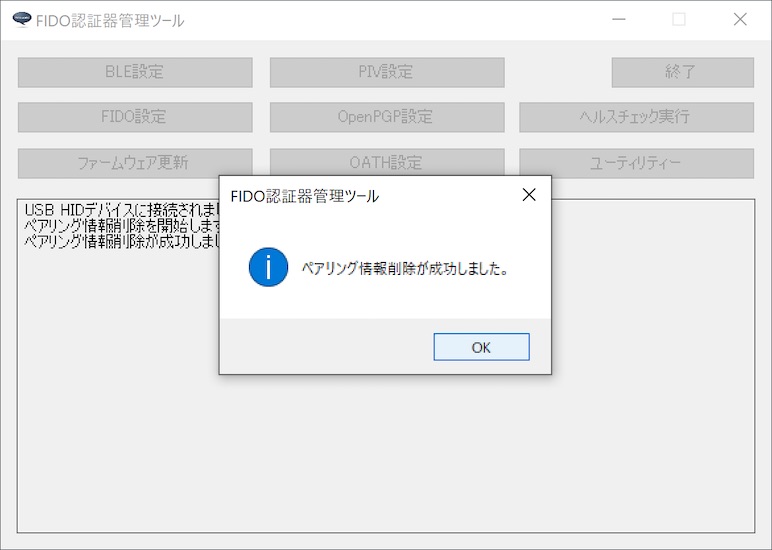 FIDO認証器管理ツール
BLE設定
PIV設定
終了
FIDO設定
OpenPGP設定
ヘルスチェック実行
ファームウェア更新
OATH設定
ユーティリティー
USB HIDデバイスに接続されまし
ペアリング情報削除を開始します
ペアリング情報削除が成功しまし
FIDO認証器管理ツール
ペアリング情報削除が成功しました。
OK